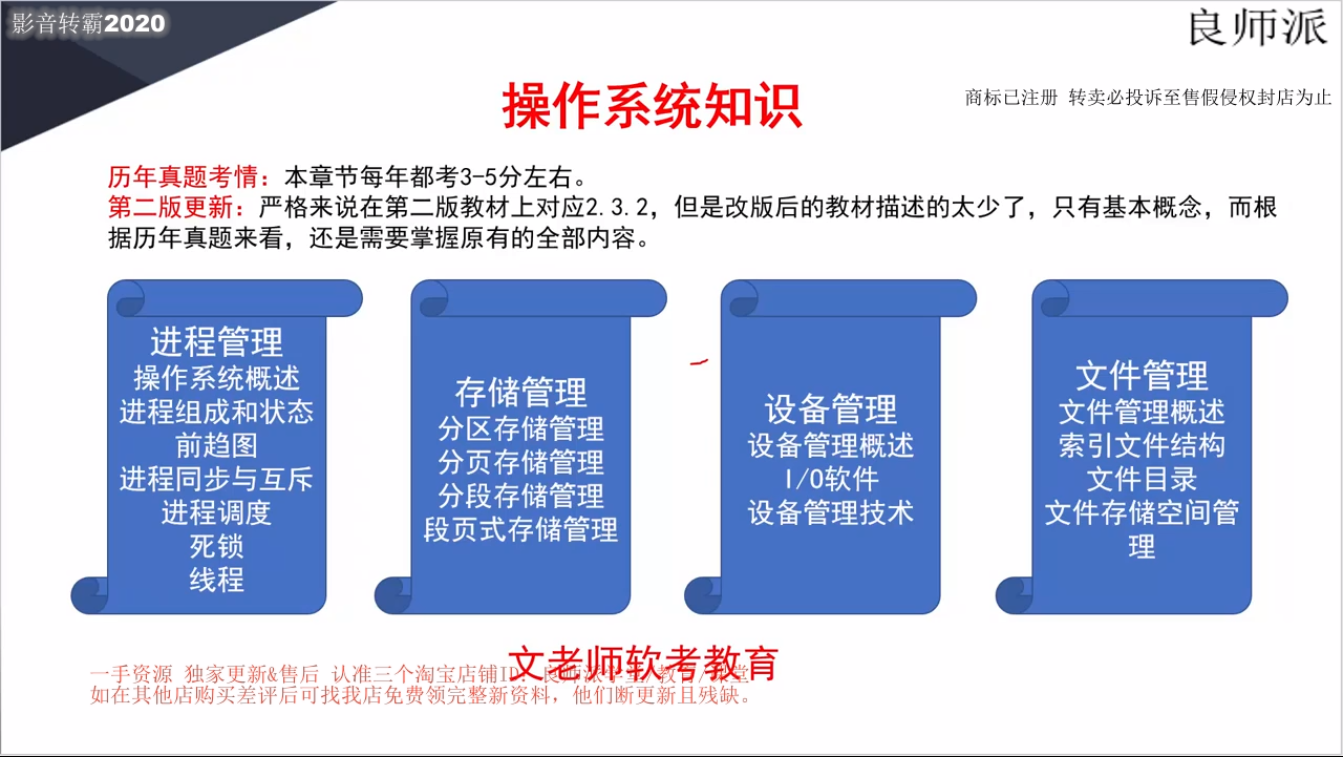 影音转霸2020
良师派
商标已注册 转卖必投诉至售假侵权封店为止
操作系统知识
历年真题考情：本章节每年都考3-5分左右。
第二版更新：严格来说在第二版教材上对应2.3.2，但是改版后的教材描述的太少了，只有基本概念，而根
据历年真题来看，还是需要掌握原有的全部内容。
进程管理
操作系统概述
进程组成和状态
前趋图
进程同步与互斥
进程调度
死锁
线程
存储管理
分区存储管理
分页存储管理
分段存储管理
段页式存储管理
设备管理
设备管理概述
I/O软件
设备管理技术
文件管理
文件管理概述
索引文件结构
文件目录
文件存储空间管
理
文老师软考教育
一手资源 独家更新&售后 认准三个淘宝店铺ID：良师派学堂/教育/课堂
如在其他店购买差评后可找我店免费领完整新资料，他们断更新且残缺。